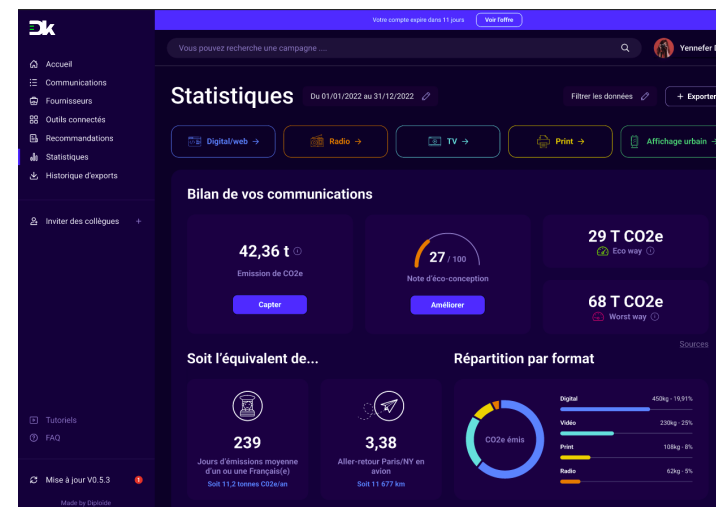 Dk
Votre compte expire dans 11 jours
Voir l'offre
Vous pouvez recherche une campagne ....
Yennefer
Accueil
Communications
Fournisseurs
Outils connectés
Recommandations
Statistiques
Historique d'exports
Inviter des collègues +
Tutoriels
FAQ
Mise à jour V0.5.3
Made by Diploïde
Statistiques
Du 01/01/2022 au 31/12/2022
Filtrer les données
+ Exporter
Digital/web →
Radio →
TV →
Print →
Affichage urbain →
Bilan de vos communications
42,36 t
Emission de CO2e
Capter
27 / 100
Note d'éco-conception
Améliorer
29 T CO2e
Eco way
68 T CO2e
Worst way
Sources
Soit l'équivalent de...
239
Jours d'émissions moyenne
d'un ou une Français(e)
Soit 11,2 tonnes CO2e/an
3,38
Aller-retour Paris/NY en
avion
Soit 11 677 km
Répartition par format
CO2e émis
Digital 450kg - 19,91%
Vidéo 230kg - 25%
Print 108kg - 8%
Radio 62kg - 5%